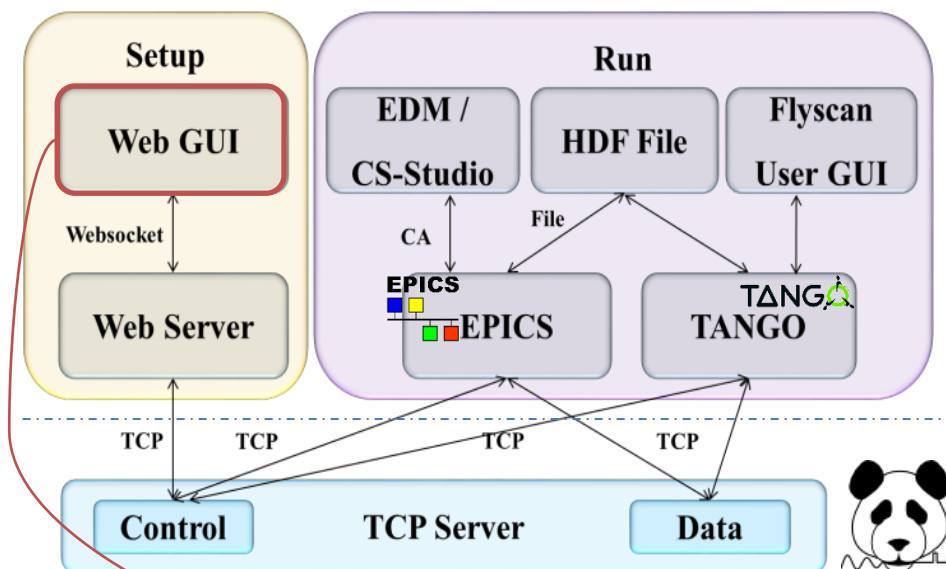 Setup
Run
Web GUI
EDM /
CS-Studio
HDF File
Flyscan
User GUI
Websocket
CA
File
EPICS
TANGO
Web Server
EPICS
TANGO
TCP
TCP
TCP
TCP
Control
TCP Server
Data